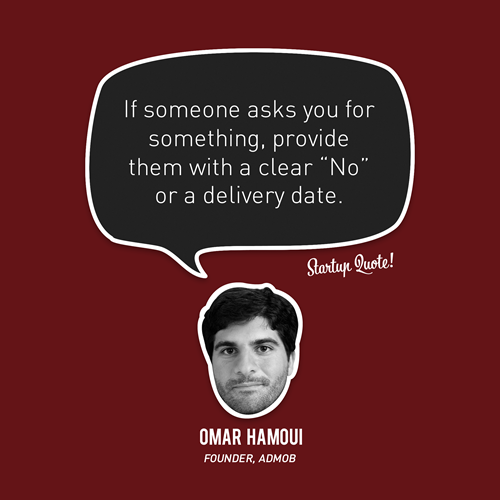 If someone asks you for
something, provide
them with a clear “No”
or a delivery date.
Startup Quote!
OMAR HAMOUI
FOUNDER, ADMOB